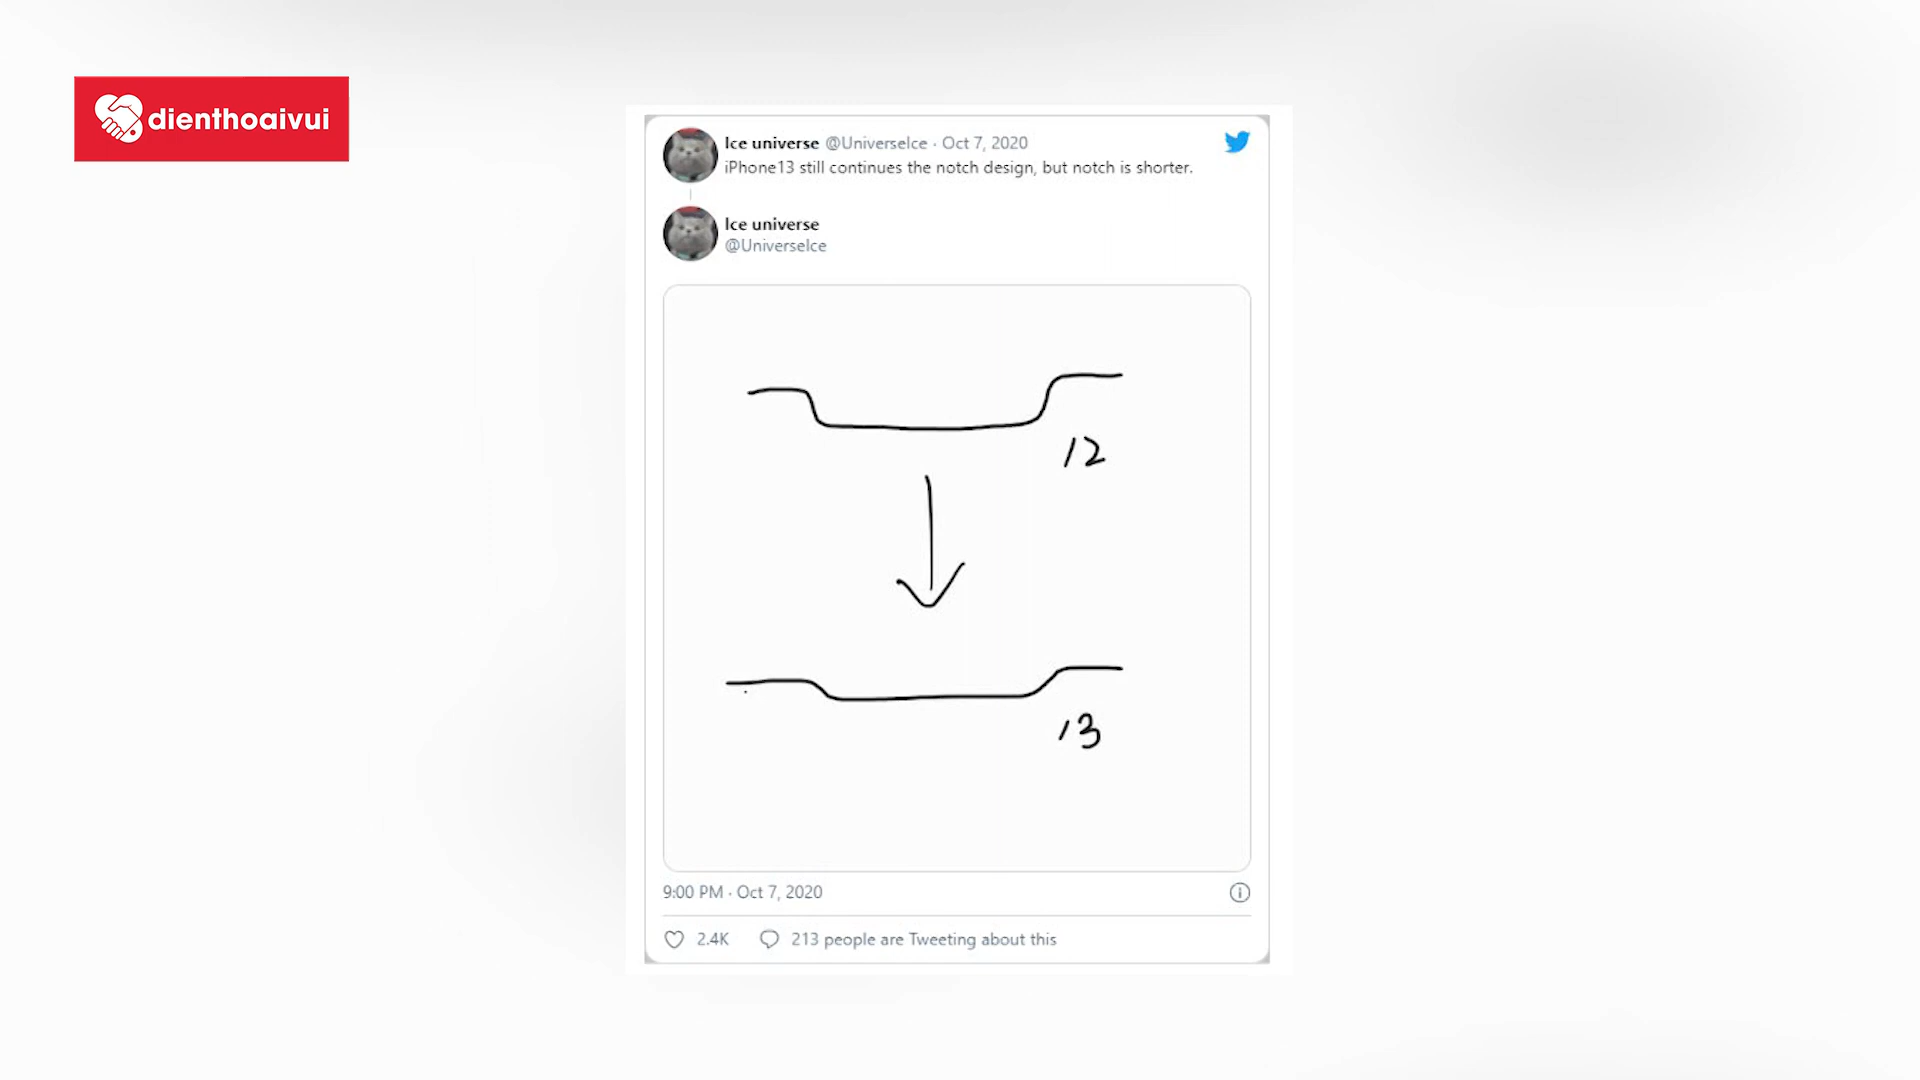 dienthoaivui
Ice universe @UniverseIce · Oct 7, 2020
iPhone13 still continues the notch design, but notch is shorter.
Ice universe
@UniverseIce
12
13
9:00 PM · Oct 7, 2020
2.4K 213 people are Tweeting about this